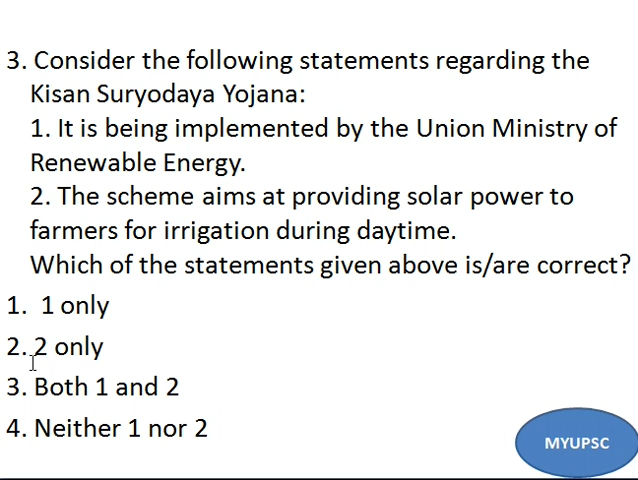 3. Consider the following statements regarding the
Kisan Suryodaya Yojana:
1. It is being implemented by the Union Ministry of
Renewable Energy.
2. The scheme aims at providing solar power to
farmers for irrigation during daytime.
Which of the statements given above is/are correct?
1. 1 only
2. 2 only
3. Both 1 and 2
4. Neither 1 nor 2
MYUPSC